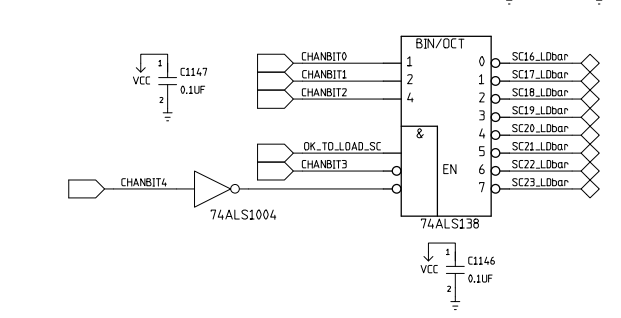 BIN/OCT
CHANBIT0 1 0 SC16_LDbar
1 C1147 CHANBIT1 2 1 SC17_LDbar
VCC 0.1UF CHANBIT2 4 2 SC18_LDbar
2 3 SC19_LDbar
& 4 SC20_LDbar
OK_TO_LOAD_SC 5 SC21_LDbar
CHANBIT3 EN 6 SC22_LDbar
CHANBIT4 7 SC23_LDbar
74ALS1004 74ALS138
1 C1146
VCC 0.1UF
2